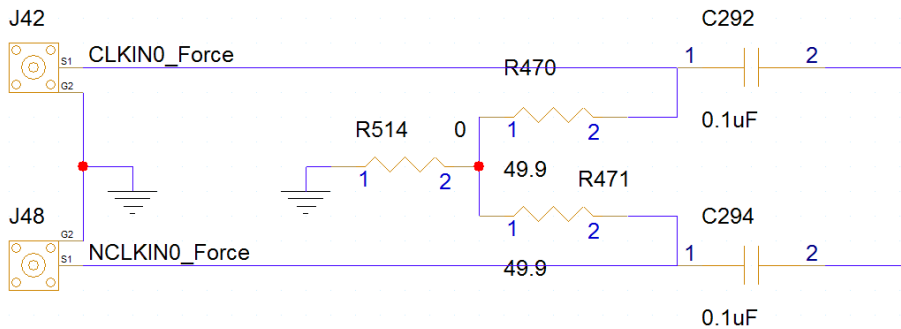 J42
C292
S1
CLKIN0_Force
1
2
G2
R470
R514
0
1
2
0.1uF
1
2
49.9
R471
J48
C294
G2
1
2
S1
NCLKIN0_Force
1
2
49.9
0.1uF